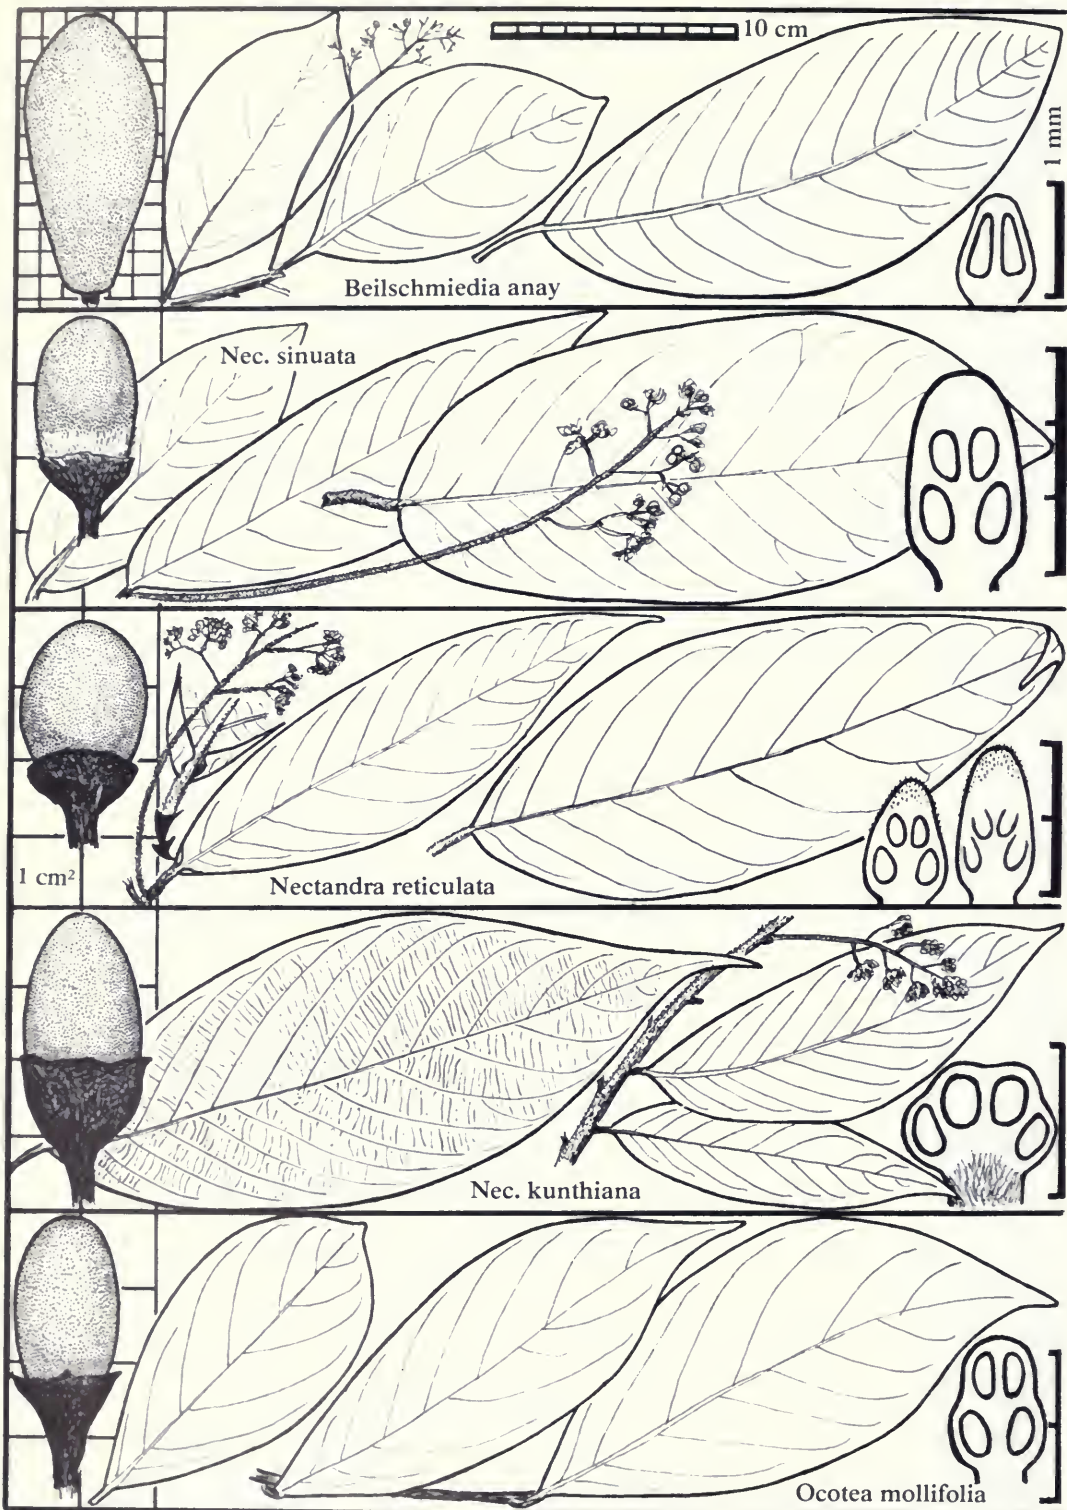 10 cm
1 mm
Beilschmiedia anay
Nec. sinuata
1 cm²
Nectandra reticulata
Nec. kunthiana
Ocotea mollifolia